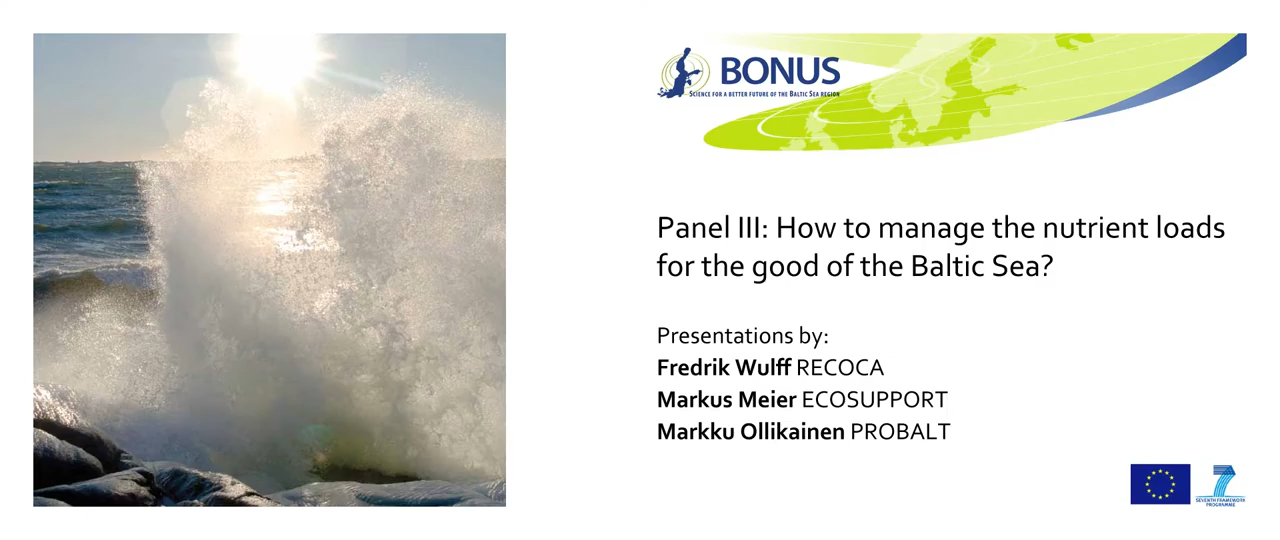 BONUS
SCIENCE FOR A BETTER FUTURE OF THE BALTIC SEA REGION
Panel III: How to manage the nutrient loads
for the good of the Baltic Sea?
Presentations by:
Fredrik Wulff RECOCA
Markus Meier ECOSUPPORT
Markku Ollikainen PROBALT
SEVENTH FRAMEWORK
PROGRAMME